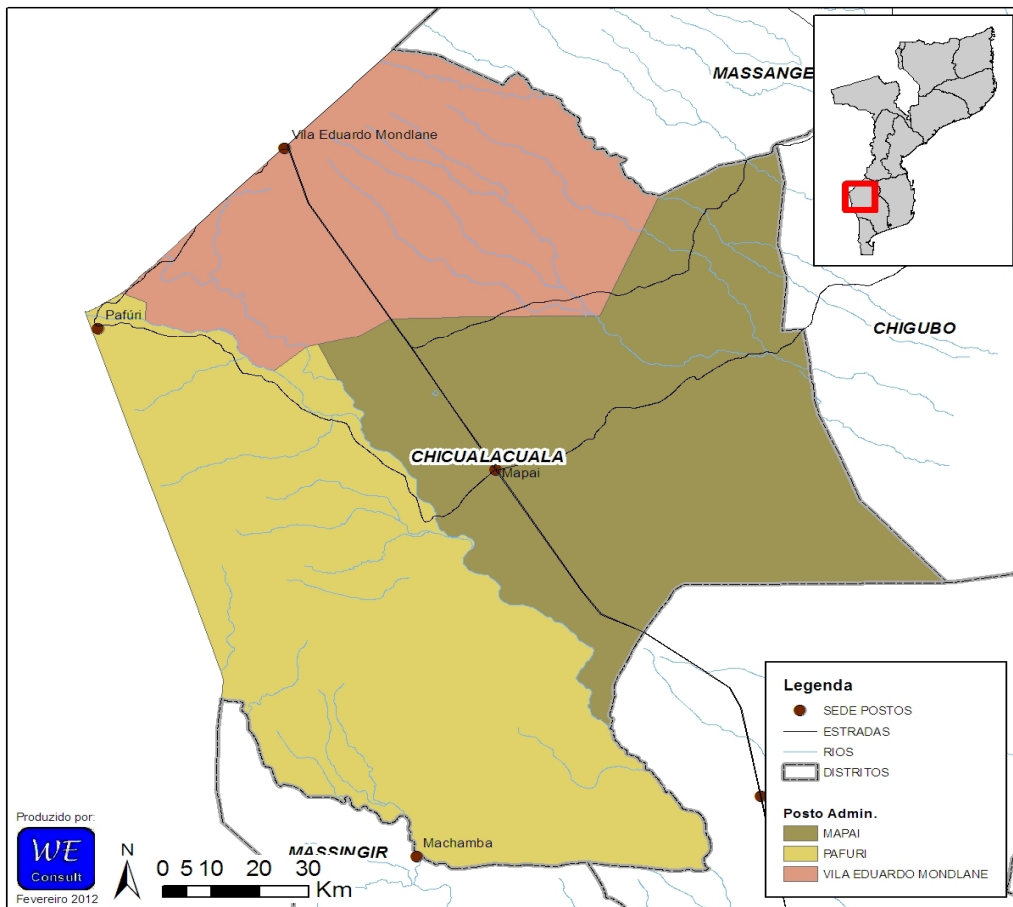 MASSANGE
Vila Eduardo Mondlane
Pafúri
CHIGUBO
CHICUALACUALA
Mapai
Legenda
SEDE POSTOS
ESTRADAS
RIOS
DISTRITOS
Posto Admin.
MAPAI
PAFURI
VILA EDUARDO MONDLANE
Machamba
MASSINGIR
Produzido por:
WE
Consult
Fevereiro 2012
N
0 5 10 20 30
Km